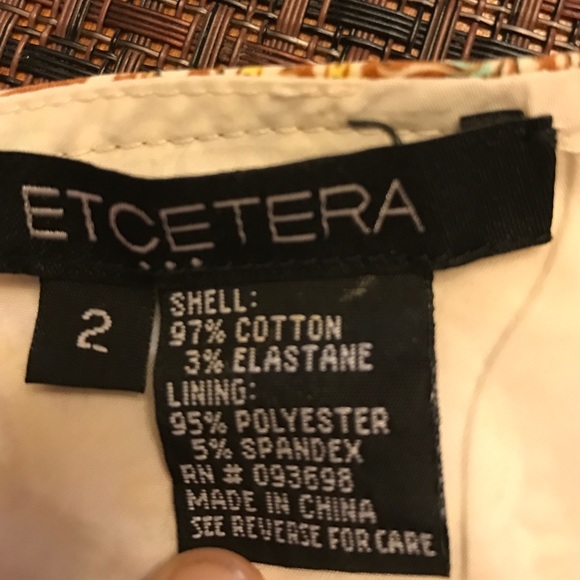 ETCETERA
...
2
SHELL:
97% COTTON
3% ELASTANE
LINING:
95% POLYESTER
5% SPANDEX
RN # 093698
MADE IN CHINA
SEE REVERSE FOR CARE